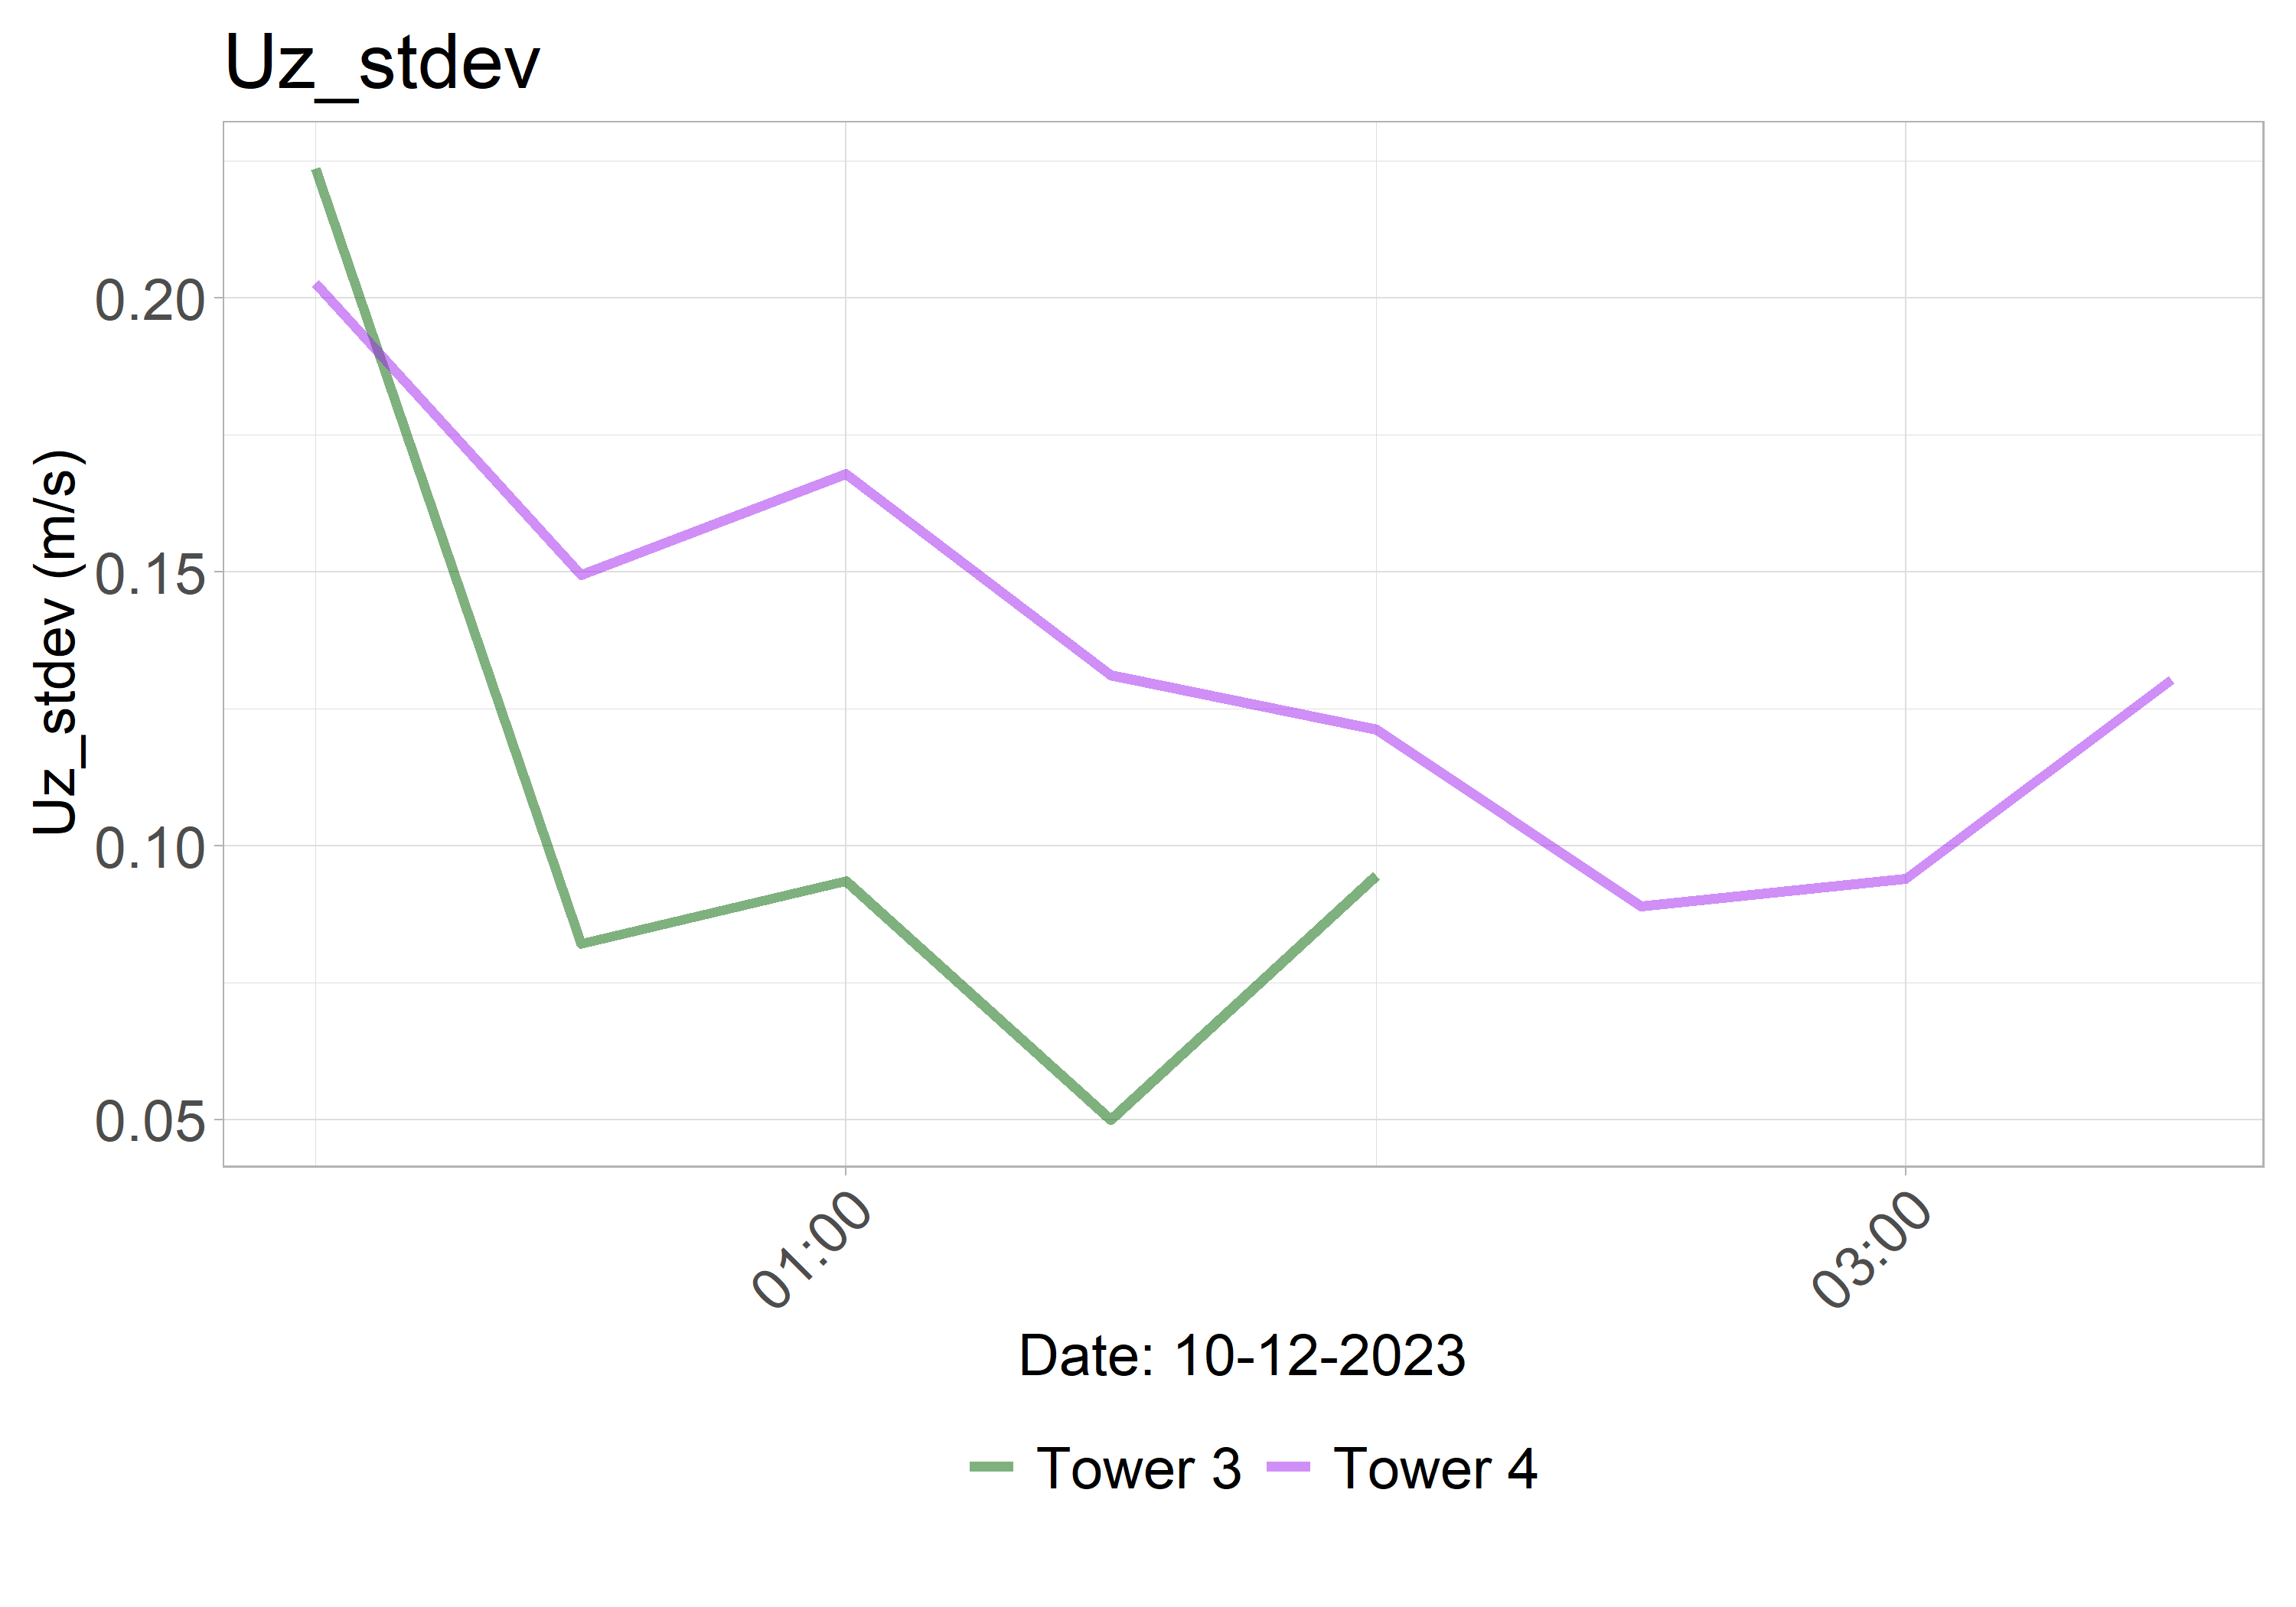 Uz_stdev
Uz_stdev (m/s)
0.20
0.15
0.10
0.05
01:00
03:00
Date: 10-12-2023
Tower 3
Tower 4